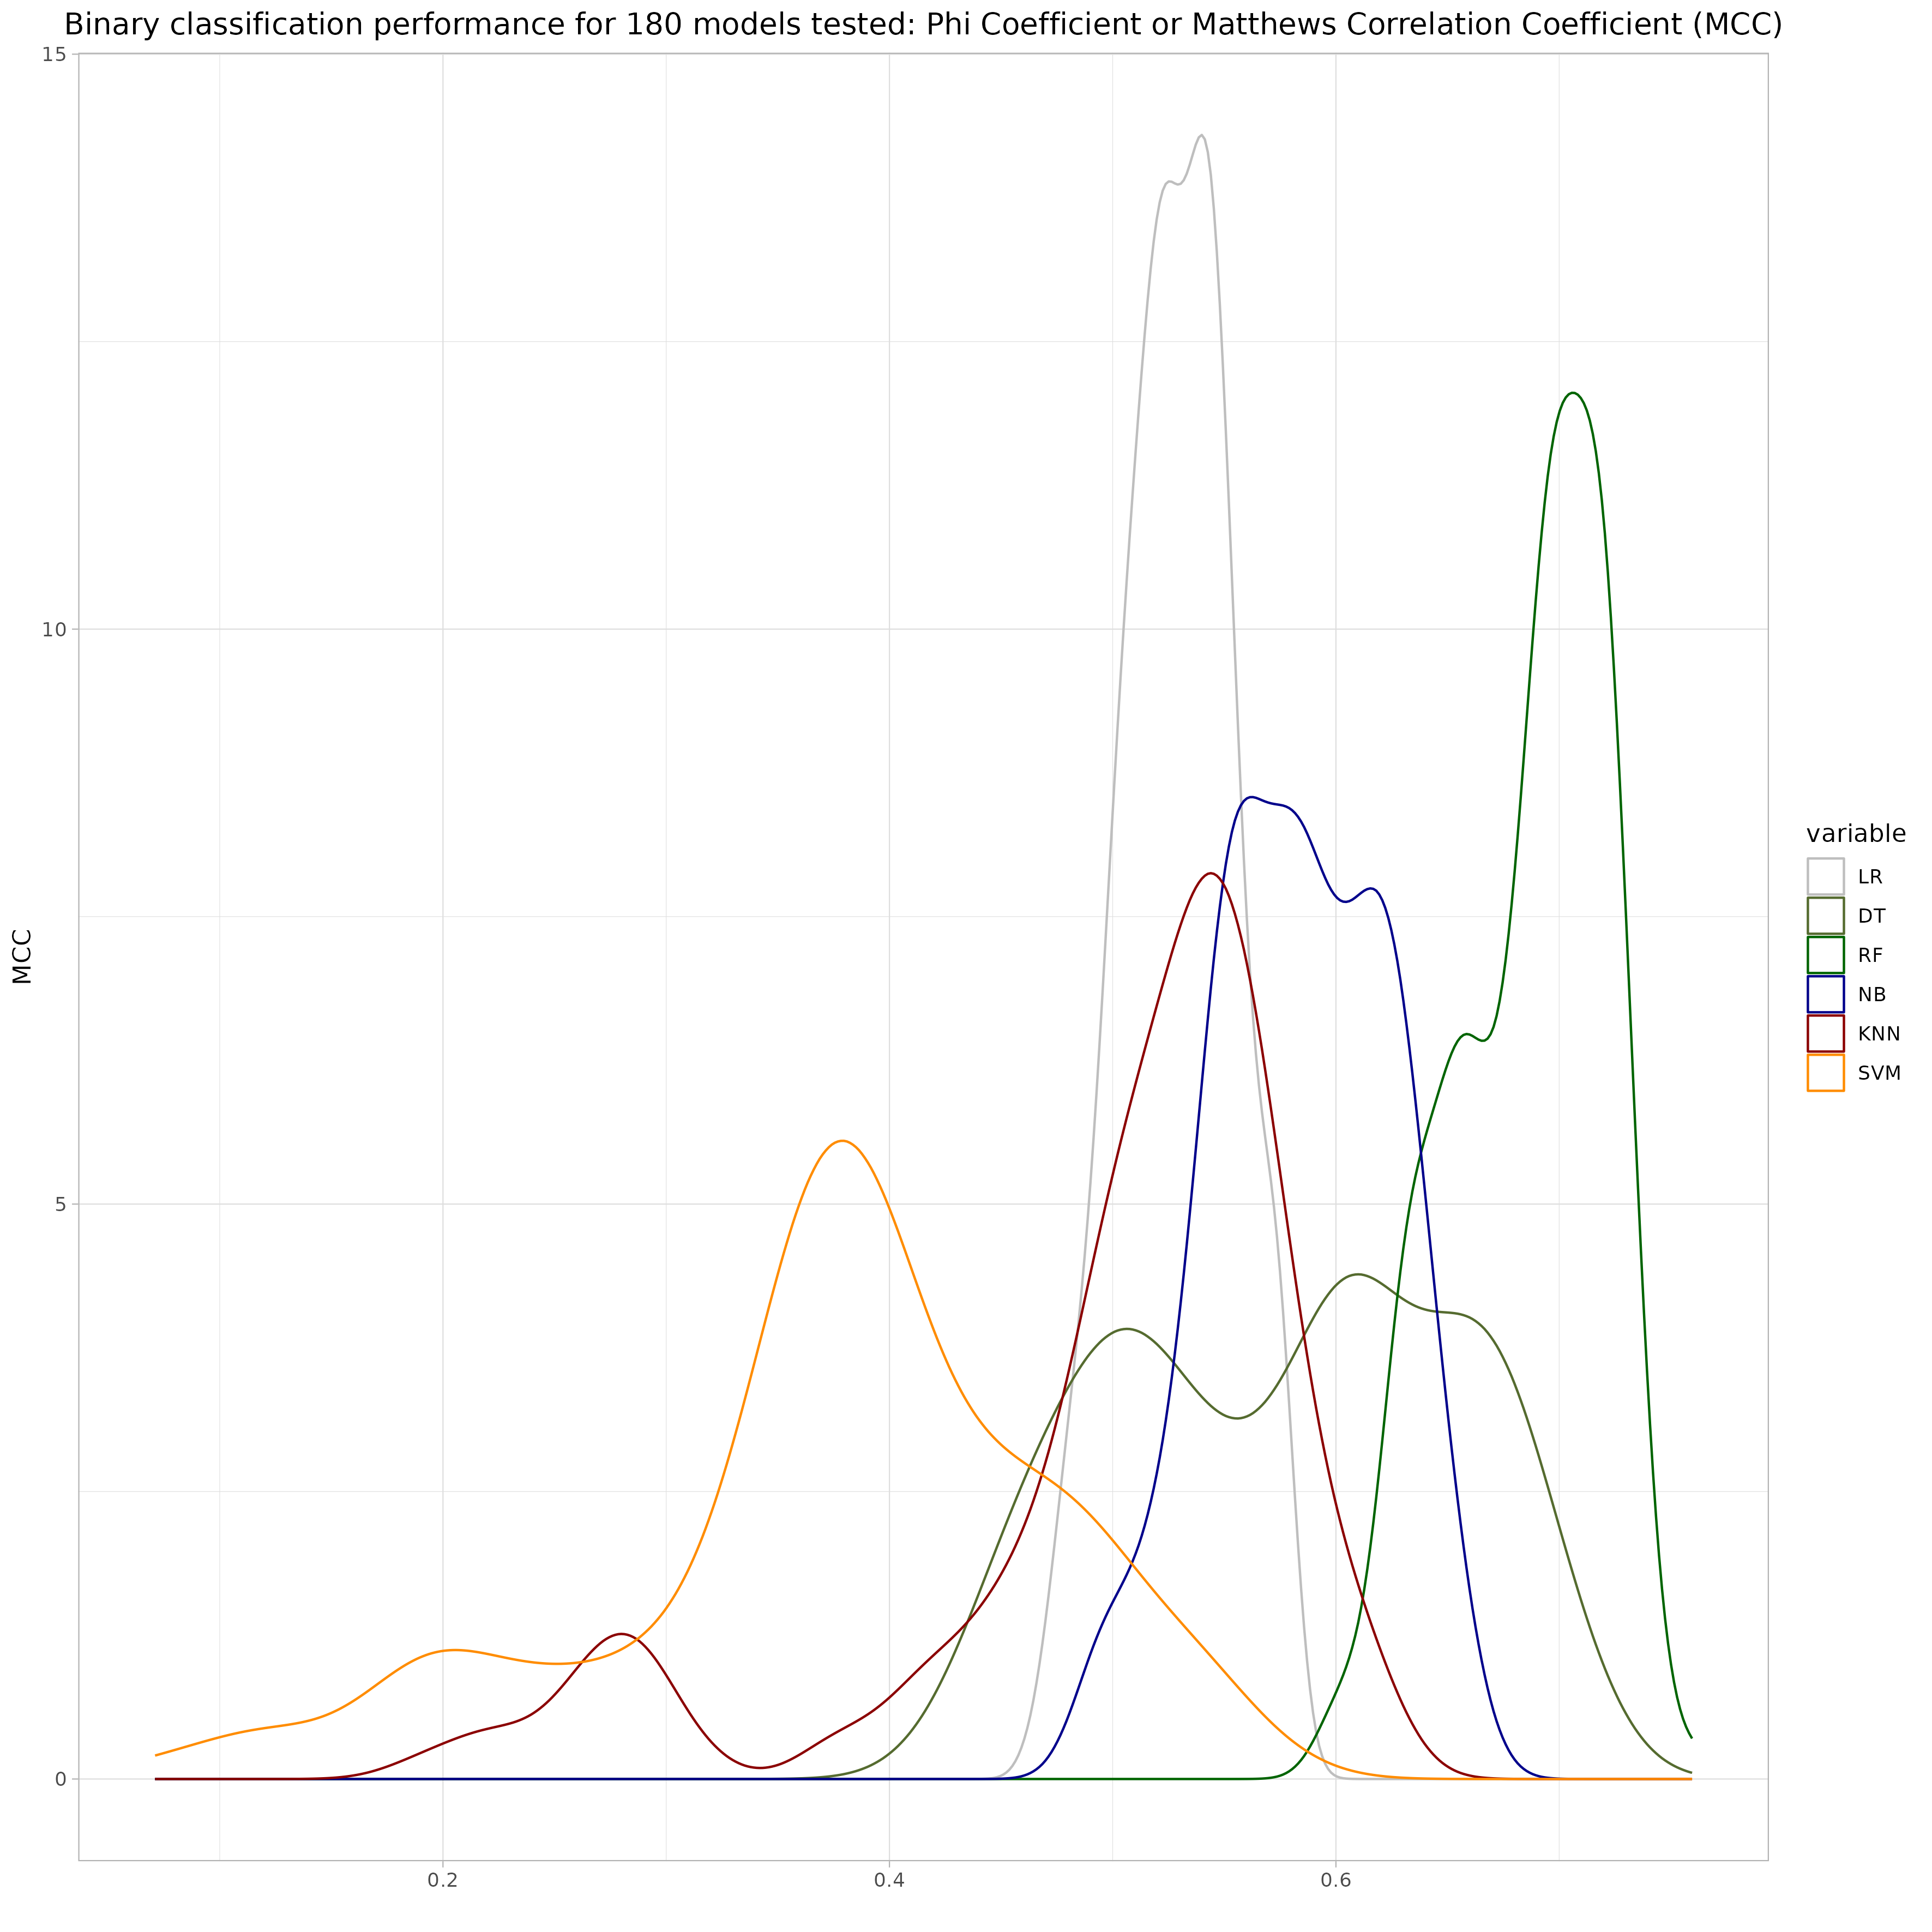 Binary classification performance for 180 models tested: Phi Coefficient or Matthews Correlation Coefficient (MCC)
15
10
5
0
MCC
0.2
0.4
0.6
variable
LR
DT
RF
NB
KNN
SVM